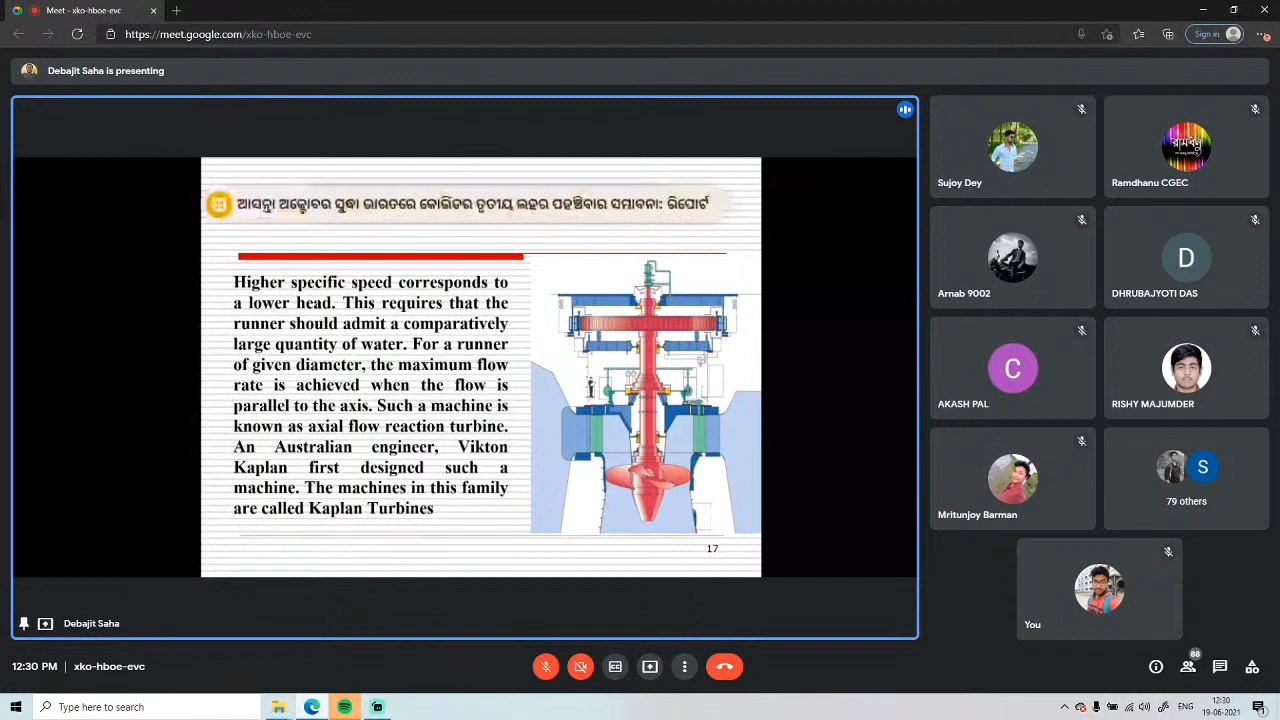 Meet - xko-hboe-evc
https://meet.google.com/xko-hboe-evc
Sign in
Debajit Saha is presenting
ଆସନ୍ତା ଅକ୍ଟୋବର ସୁଦ୍ଧା ଭାରତରେ କୋଭିଡର ତୃତୀୟ ଲହର ପହଞ୍ଚିବାର ସମ୍ଭାବନା: ରିପୋର୍ଟ
Higher specific speed corresponds to
a lower head. This requires that the
runner should admit a comparatively
large quantity of water. For a runner
of given diameter, the maximum flow
rate is achieved when the flow is
parallel to the axis. Such a machine is
known as axial flow reaction turbine.
An Australian engineer, Vikton
Kaplan first designed such a
machine. The machines in this family
are called Kaplan Turbines
17
Debajit Saha
Sujoy Dey
রামধনু
Ramdhanu CGEC
Arnab 9002
D
DHRUBAJYOTI DAS
C
AKASH PAL
RISHY MAJUMDER
Mritunjoy Barman
S
79 others
You
12:30 PM | xko-hboe-evc
88
Type here to search
ENG
12:30
19-06-2021
1